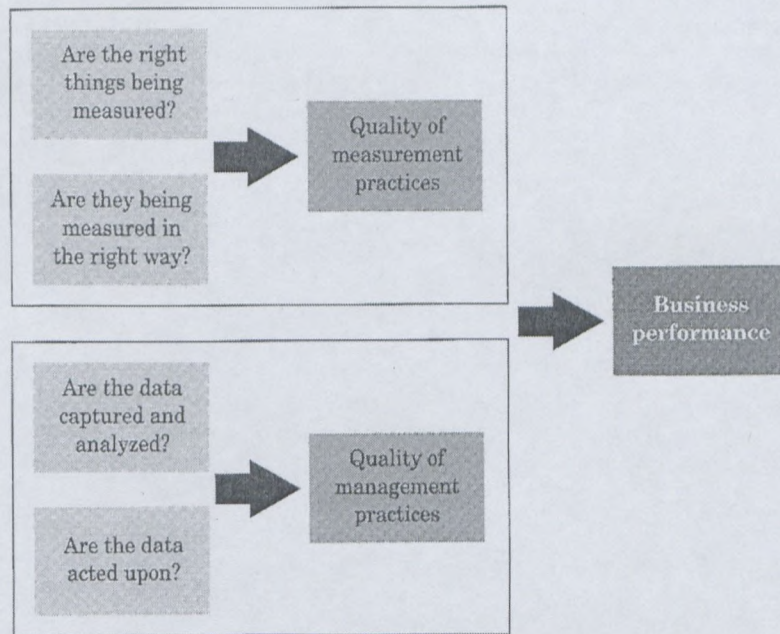 Are the right
things being
measured?
Quality of
measurement
practices
Are they being
measured in
the right way?
Business
performance
Are the data
captured and
analyzed?
Quality of
management
practices
Are the data
acted upon?